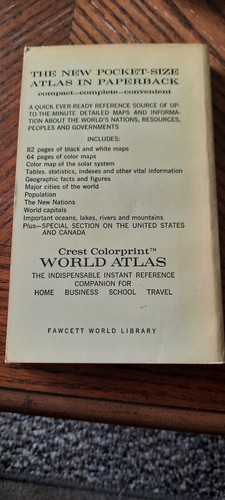 THE NEW POCKET-SIZE
ATLAS IN PAPERBACK
compact—complete—convenient
A QUICK EVER-READY REFERENCE SOURCE OF UP-
TO-THE-MINUTE DETAILED MAPS AND INFORMA-
TION ABOUT THE WORLD'S NATIONS, RESOURCES,
PEOPLES AND GOVERNMENTS
INCLUDES:
82 pages of black and white maps
64 pages of color maps
Color map of the solar system
Tables, statistics, indexes and other vital information
Geographic facts and figures
Major cities of the world
Population
The New Nations
World capitals
Important oceans, lakes, rivers and mountains
Plus—SPECIAL SECTION ON THE UNITED STATES
AND CANADA
Crest Colorprint™
WORLD ATLAS
THE INDISPENSABLE INSTANT REFERENCE
COMPANION FOR
HOME BUSINESS SCHOOL TRAVEL
FAWCETT WORLD LIBRARY